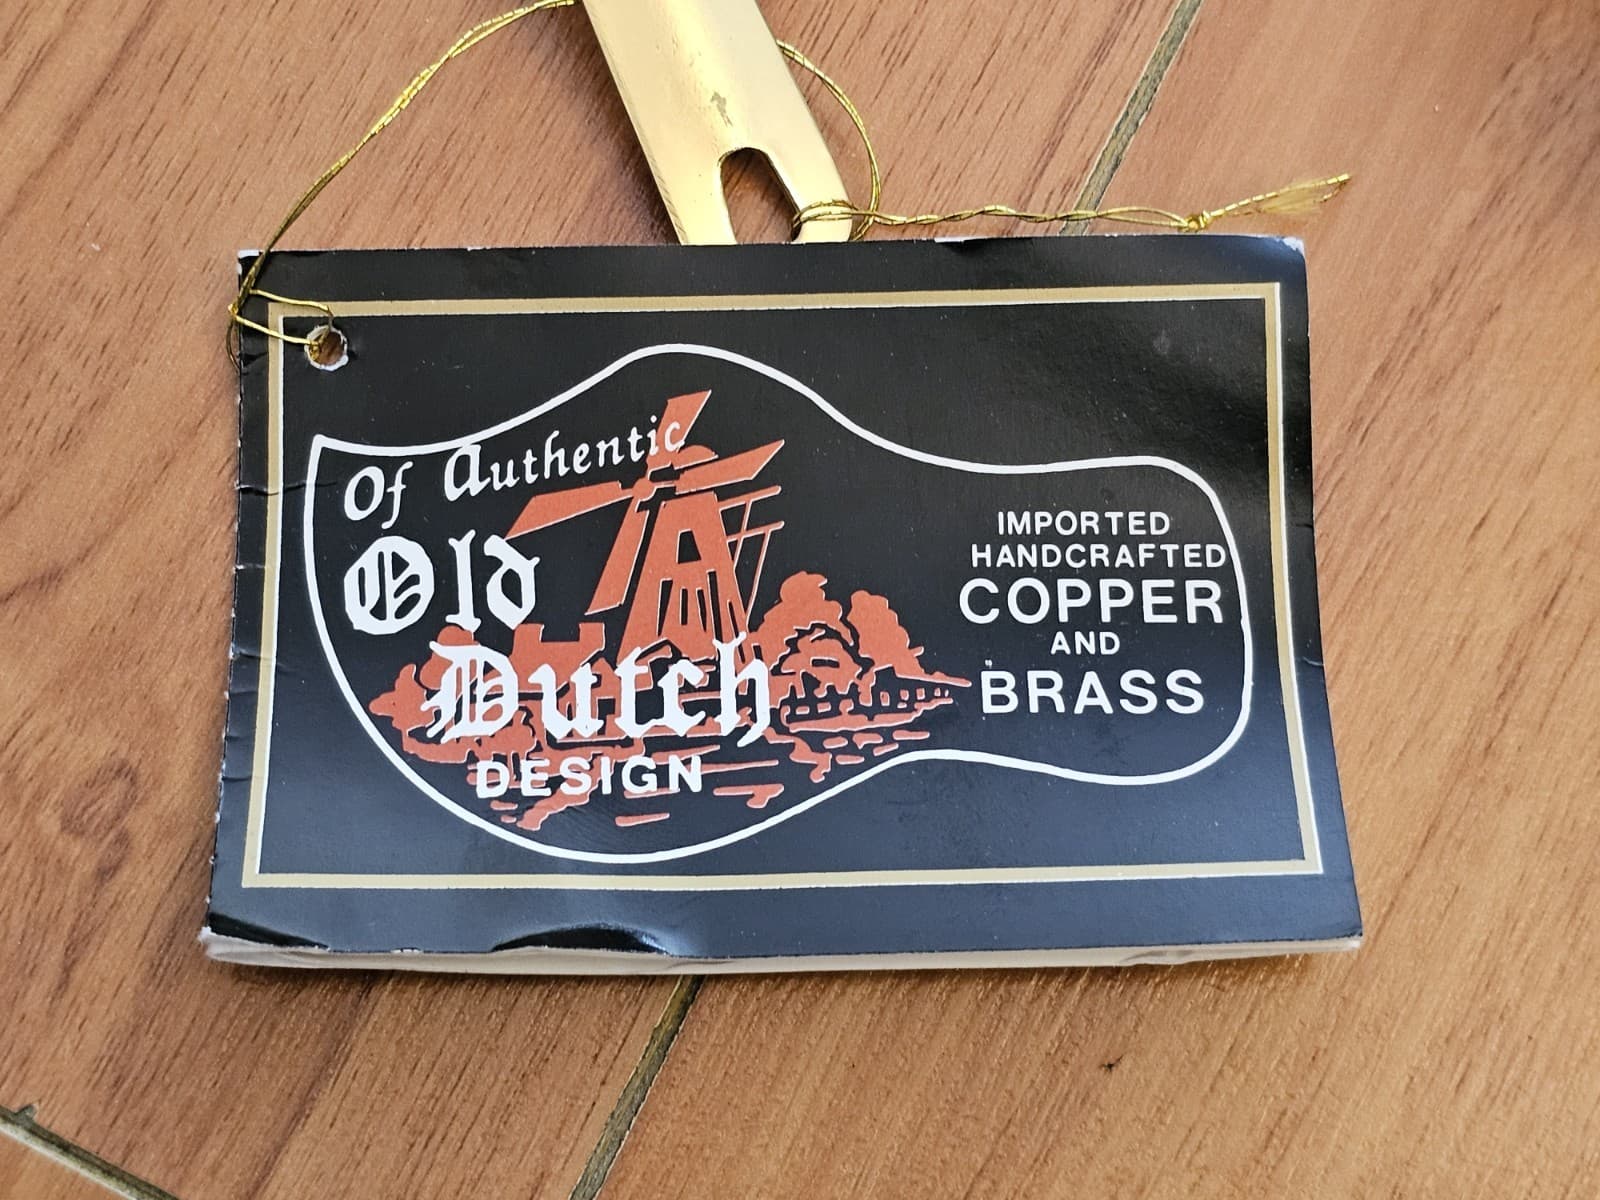 Of Authentic
Old
Dutch
DESIGN
IMPORTED
HANDCRAFTED
COPPER
AND
BRASS